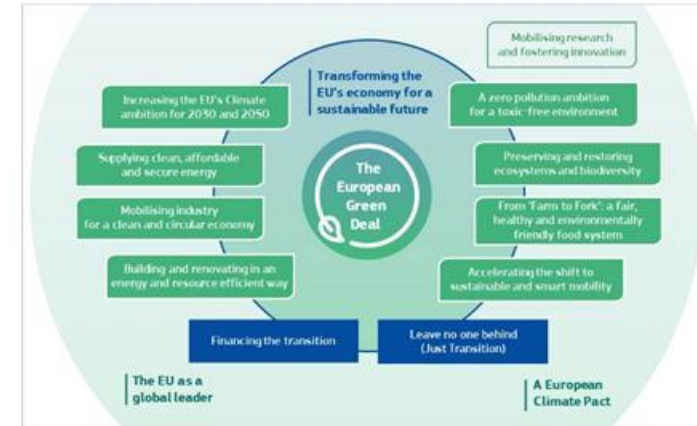 Mobilising research
and fostering innovation
Transforming the
EU's economy for a
sustainable future
Increasing the EU's Climate
ambition for 2030 and 2050
A zero pollution ambition
for a toxic-free environment
Supplying clean, affordable
and secure energy
The
European
Green
Deal
Preserving and restoring
ecosystems and biodiversity
Mobilising industry
for a clean and circular economy
From 'Farm to Fork': a fair,
healthy and environmentally
friendly food system
Building and renovating in an
energy and resource efficient way
Accelerating the shift to
sustainable and smart mobility
Financing the transition
Leave no one behind
(Just Transition)
The EU as a
global leader
A European
Climate Pact